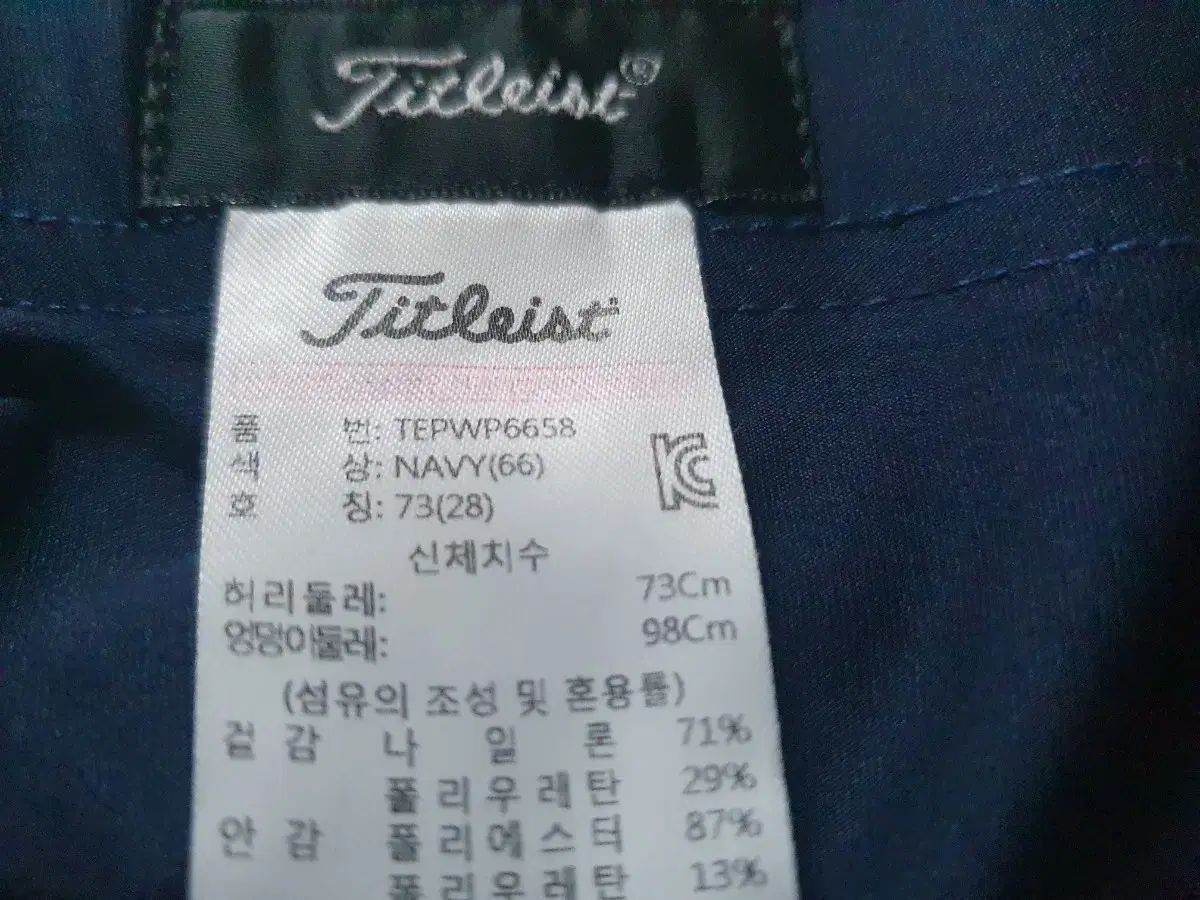 Titleist®
Titleist
품 번: TEPWP6658
색 상: NAVY(66)
호 칭: 73(28)
신체치수
허리둘레: 73Cm
엉덩이둘레: 98Cm
(섬유의 조성 및 혼용률)
겉 감 나 일 론 71%
폴 리 우 레 탄 29%
안 감 폴 리 에 스 터 87%
폴 리 우 레 탄 13%